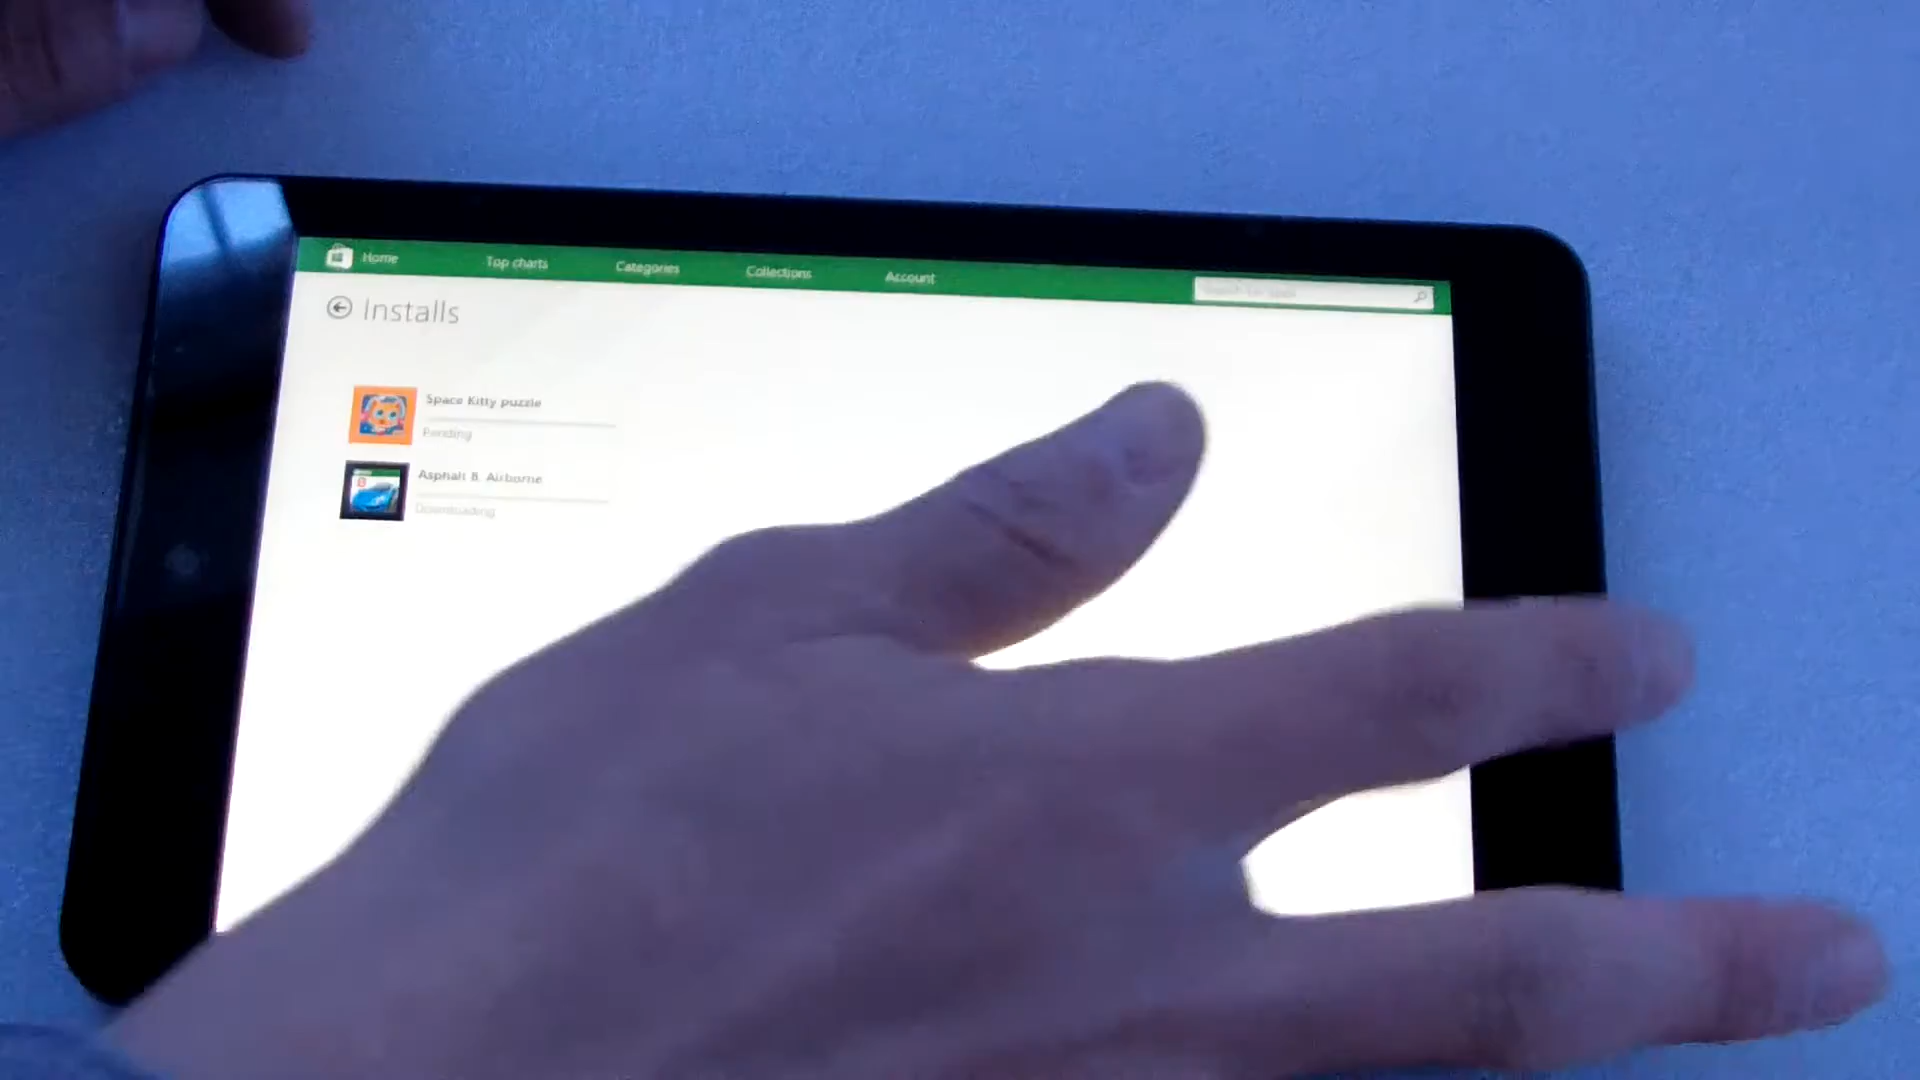 Home Top charts Categories Collections Account
Installs
Space Kitty puzzle
Pending
Asphalt 8. Airborne
Downloading